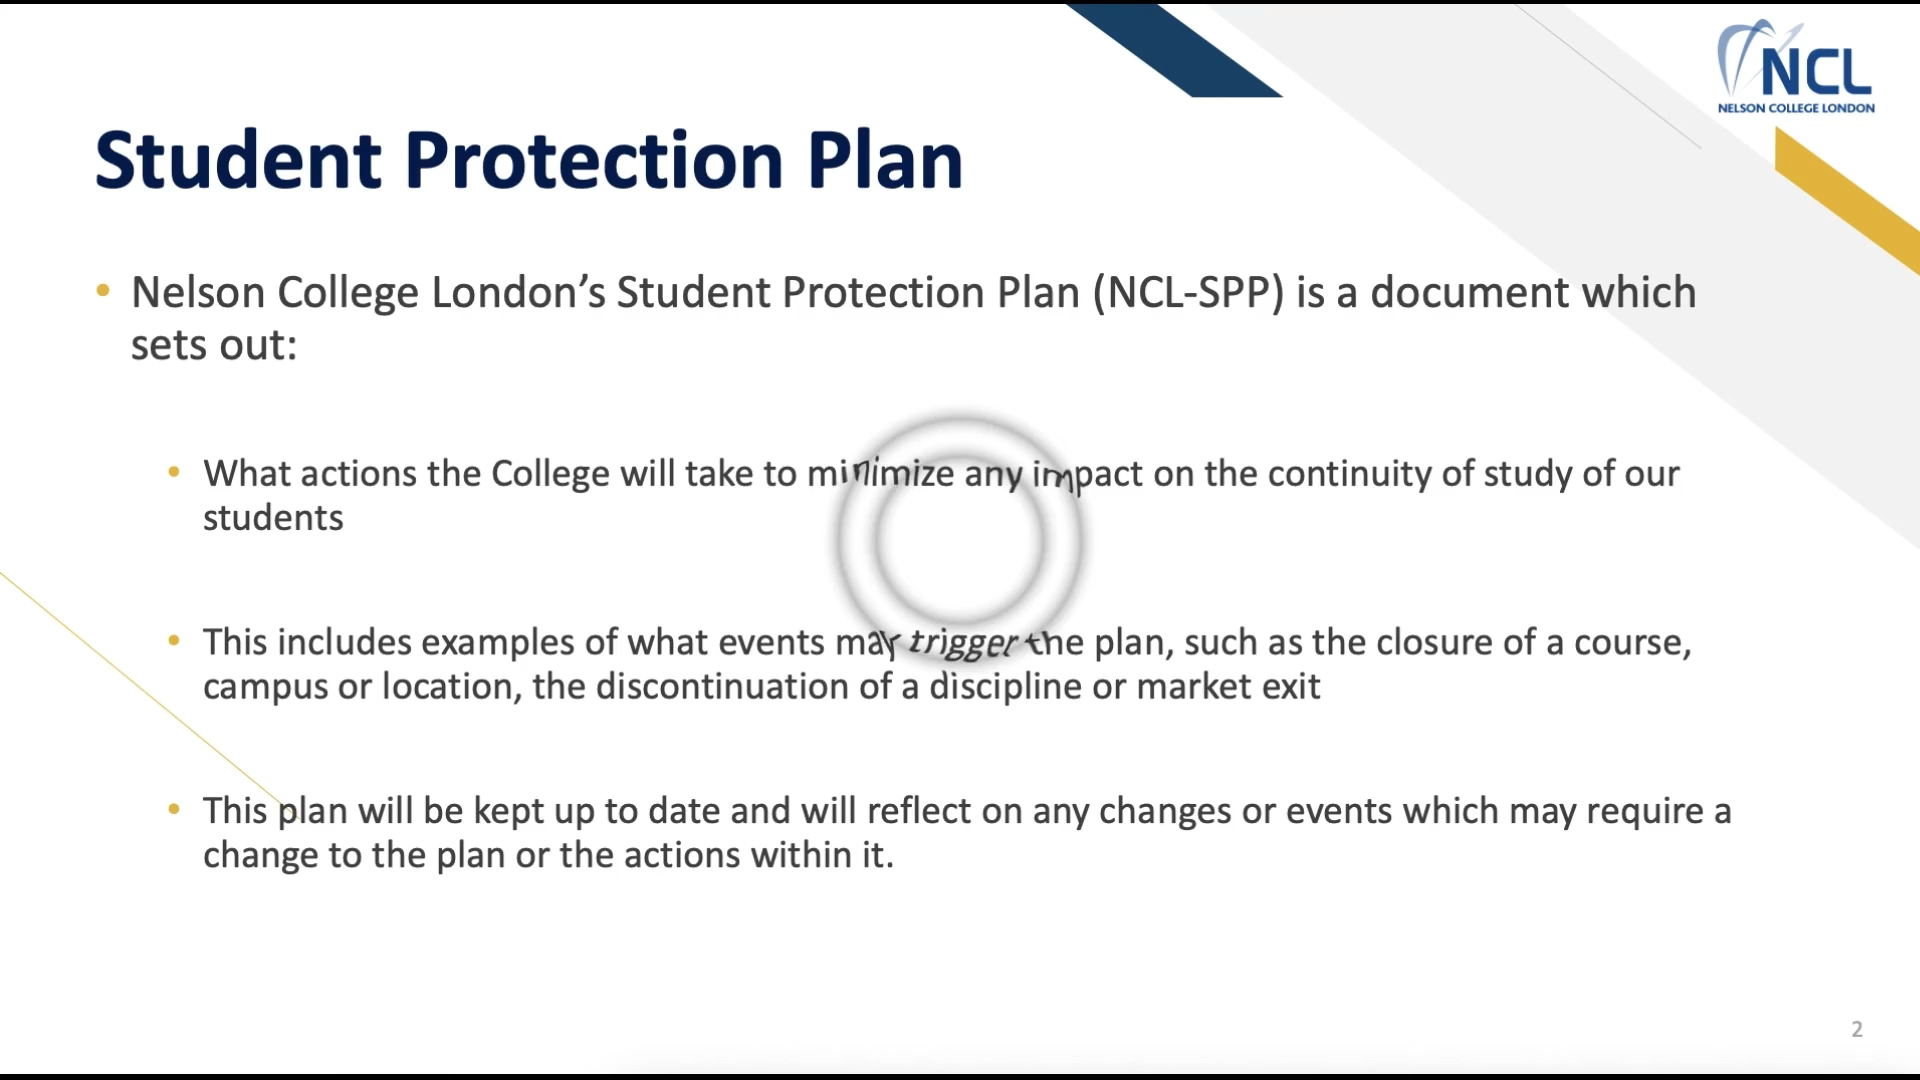 NCL
NELSON COLLEGE LONDON
Student Protection Plan
• Nelson College London’s Student Protection Plan (NCL-SPP) is a document which
sets out:
• What actions the College will take to minimize any impact on the continuity of study of our
students
• This includes examples of what events may trigger the plan, such as the closure of a course,
campus or location, the discontinuation of a discipline or market exit
• This plan will be kept up to date and will reflect on any changes or events which may require a
change to the plan or the actions within it.
2